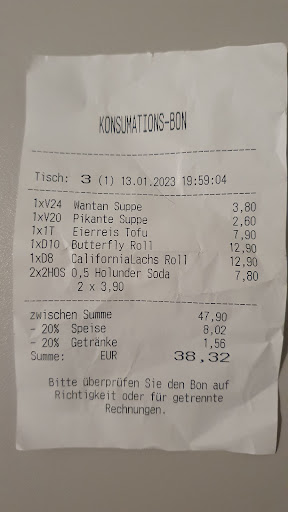 KONSUMATIONS-BON
Tisch: 3 (1) 13.01.2023 19:59:04
1xV24 Wantan Suppe 3,80
1xV20 Pikante Suppe 2,60
1x1T Eierreis Tofu 7,90
1xD10 Butterfly Roll 12,90
1xD8 CaliforniaLachs Roll 12,90
2x2HOS 0,5 Holunder Soda 7,80
2 x 3,90
zwischen Summe 47,90
- 20% Speise 8,02
- 20% Getränke 1,56
Summe: EUR 38,32
Bitte überprüfen Sie den Bon auf
Richtigkeit oder für getrennte
Rechnungen.